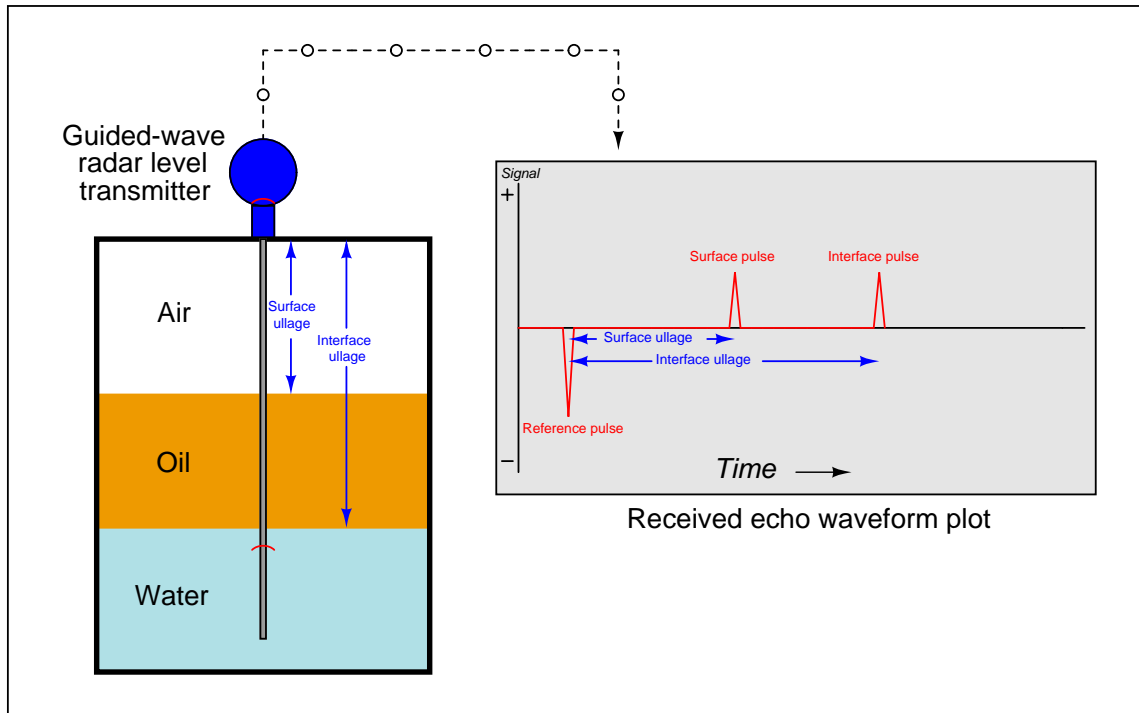 Guided-wave
radar level
transmitter
Air
Surface
ullage
Interface
ullage
Oil
Water
Signal
+
Surface pulse
Interface pulse
Surface ullage
Interface ullage
Reference pulse
–
Time
Received echo waveform plot